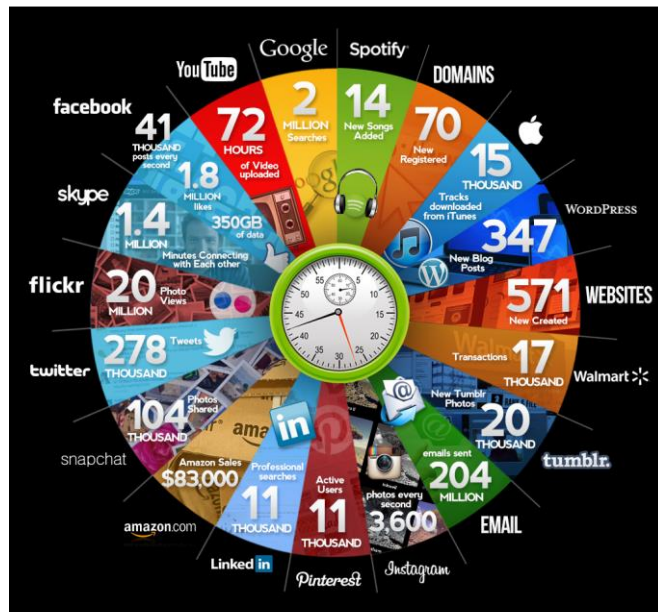 Google
2
MILLION
Searches
Spotify
14
New Songs
Added
DOMAINS
70
New
Registered
15
THOUSAND
Tracks
downloaded
from iTunes
WORDPRESS
347
New Blog
Posts
WEBSITES
571
New Created
Walmart
Transactions
17
THOUSAND
Walmart
New Tumblr
Photos
20
THOUSAND
tumblr.
emails sent
204
MILLION
EMAIL
photos every
second
3,600
Instagram
Active
Users
11
THOUSAND
Pinterest
in
Professional
searches
11
THOUSAND
Linked in
amazon
Amazon Sales
$83,000
amazon.com
Photos
Shared
104
THOUSAND
snapchat
Tweets
278
THOUSAND
twitter
20
MILLION
Photo
Views
flickr
1.4
MILLION
Minutes Connecting
with Each other
skype
facebook
41
THOUSAND
posts every
second
1.8
MILLION
likes
350GB
of data
YouTube
72
HOURS
of Video
uploaded
55
5
50
10
45
15
40
20
35
30
25